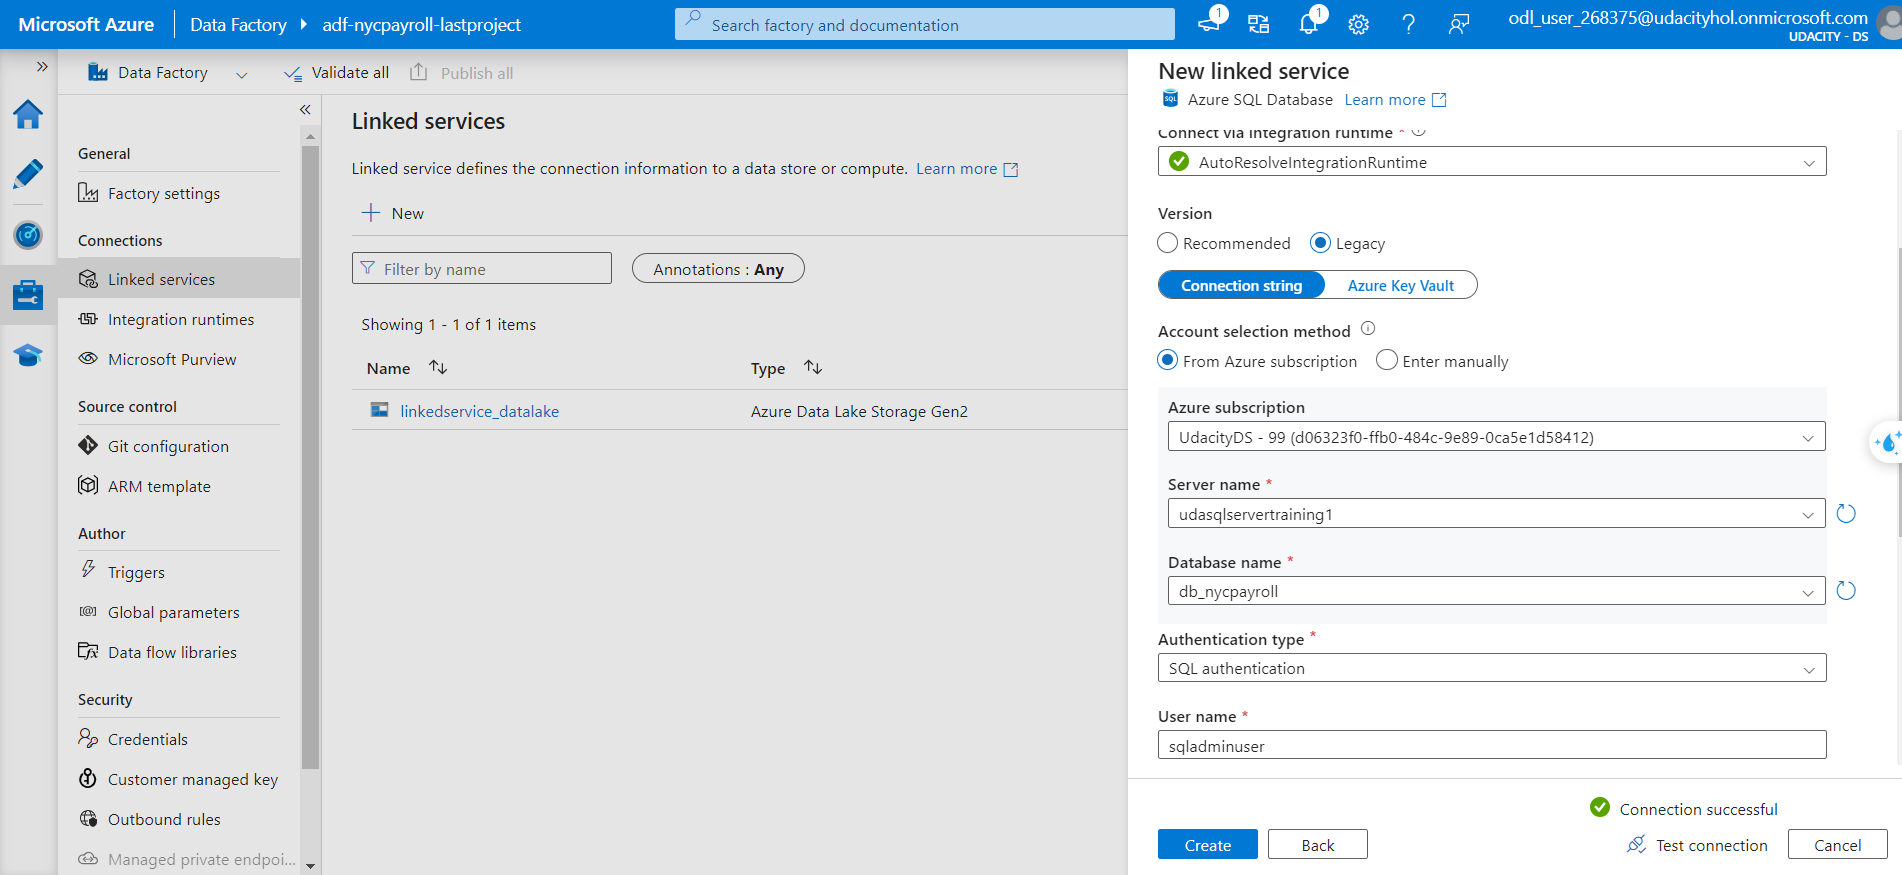 Microsoft Azure
Data Factory
adf-nycpayroll-lastproject
Search factory and documentation
1
1
odl_user_268375@udacityhol.onmicrosoft.com
UDACITY - DS
Data Factory
Validate all
Publish all
General
Factory settings
Connections
Linked services
Integration runtimes
Microsoft Purview
Source control
Git configuration
ARM template
Author
Triggers
Global parameters
Data flow libraries
Security
Credentials
Customer managed key
Outbound rules
Managed private endpoi...
Linked services
Linked service defines the connection information to a data store or compute. Learn more
New
Filter by name
Annotations : Any
Showing 1 - 1 of 1 items
Name
Type
linkedservice_datalake
Azure Data Lake Storage Gen2
New linked service
SQL
Azure SQL Database Learn more
Connect via integration runtime *
AutoResolveIntegrationRuntime
Version
Recommended
Legacy
Connection string
Azure Key Vault
Account selection method
From Azure subscription
Enter manually
Azure subscription
UdacityDS - 99 (d06323f0-ffb0-484c-9e89-0ca5e1d58412)
Server name *
udasqlservertraining1
Database name *
db_nycpayroll
Authentication type *
SQL authentication
User name *
sqladminuser
Connection successful
Create
Back
Test connection
Cancel